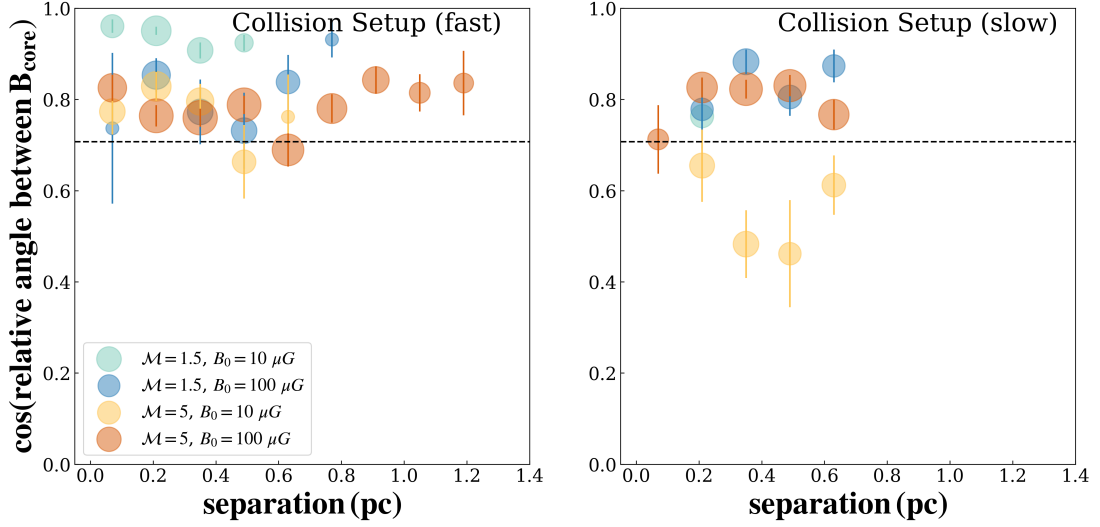 Collision Setup (fast)
cos(relative angle between B_core)
1.0
0.8
0.6
0.4
0.2
0.0
ℳ = 1.5, B₀ = 10 μG
ℳ = 1.5, B₀ = 100 μG
ℳ = 5, B₀ = 10 μG
ℳ = 5, B₀ = 100 μG
0.0 0.2 0.4 0.6 0.8 1.0 1.2 1.4
separation (pc)
Collision Setup (slow)
1.0
0.8
0.6
0.4
0.2
0.0
0.0 0.2 0.4 0.6 0.8 1.0 1.2 1.4
separation (pc)